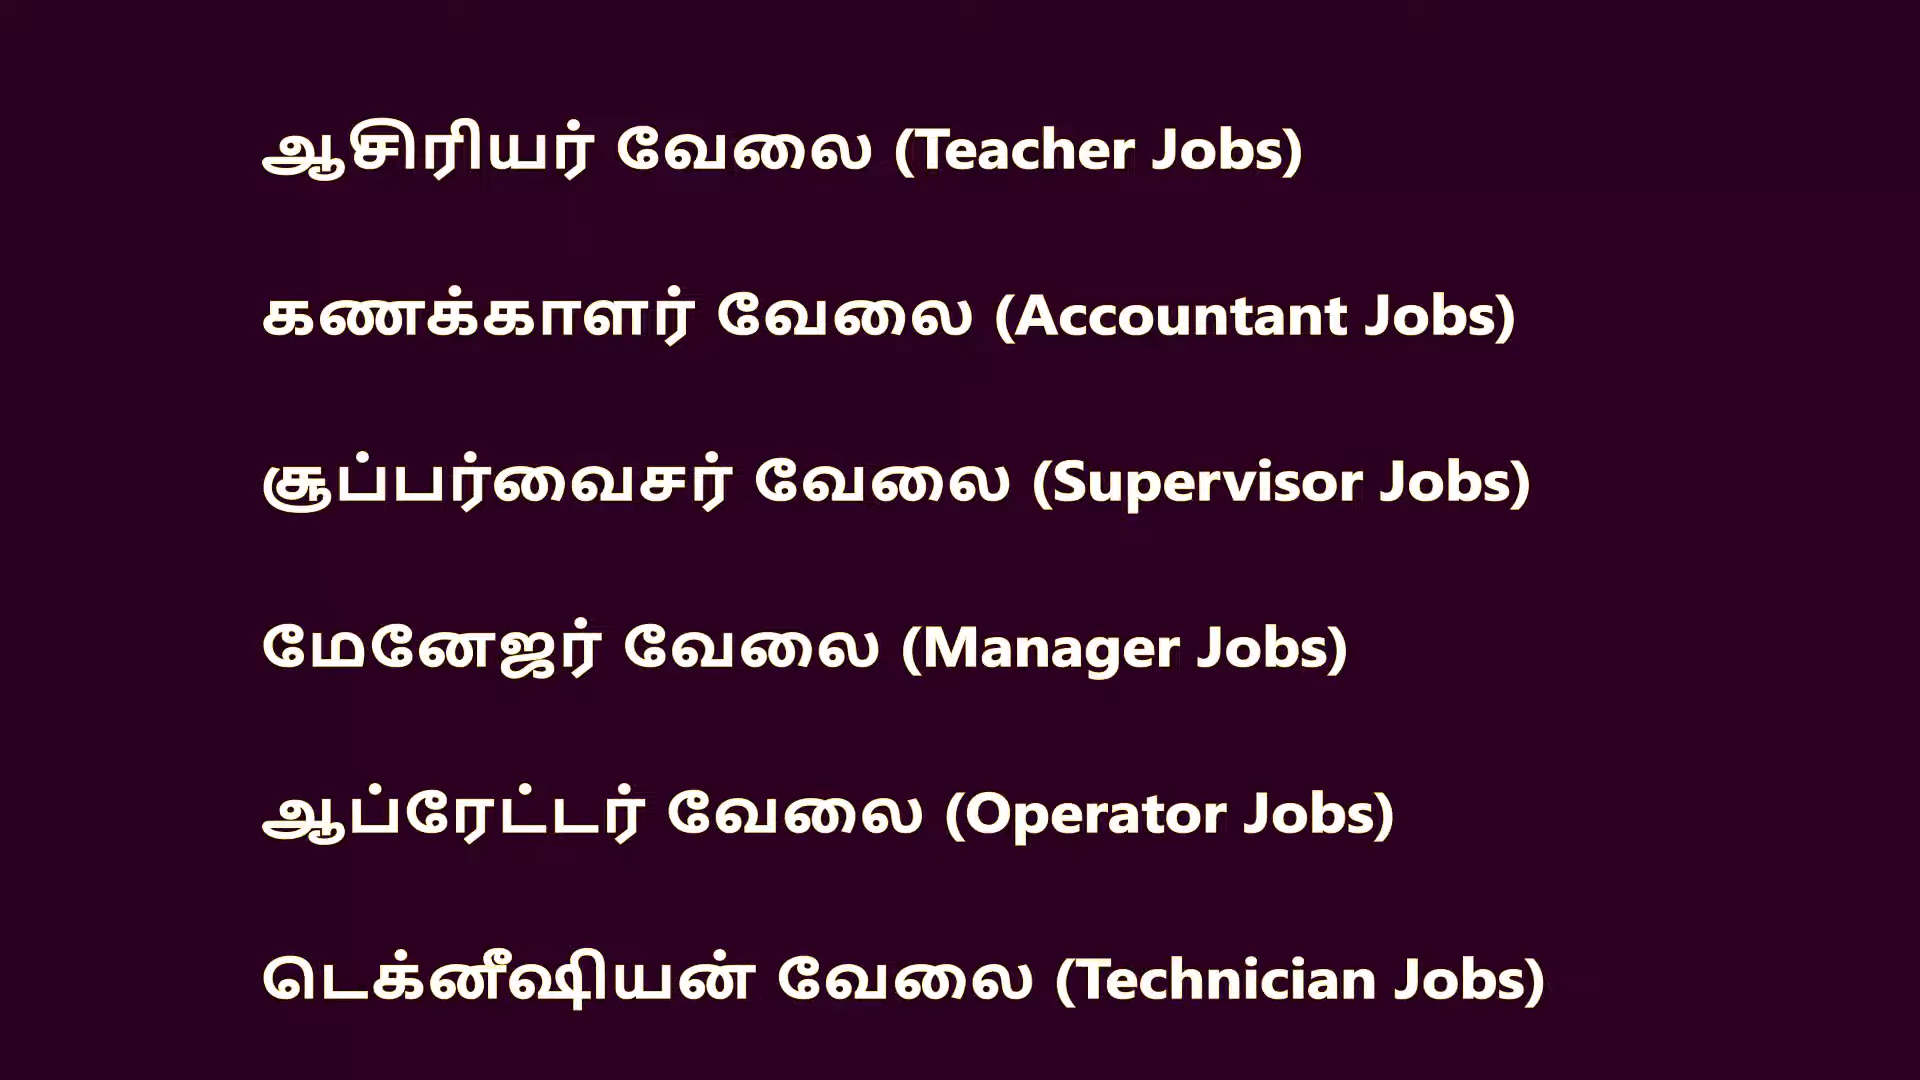 ஆசிரியர் வேலை (Teacher Jobs)
கணக்காளர் வேலை (Accountant Jobs)
சூப்பர்வைசர் வேலை (Supervisor Jobs)
மேனேஜர் வேலை (Manager Jobs)
ஆப்ரேட்டர் வேலை (Operator Jobs)
டெக்னீஷியன் வேலை (Technician Jobs)